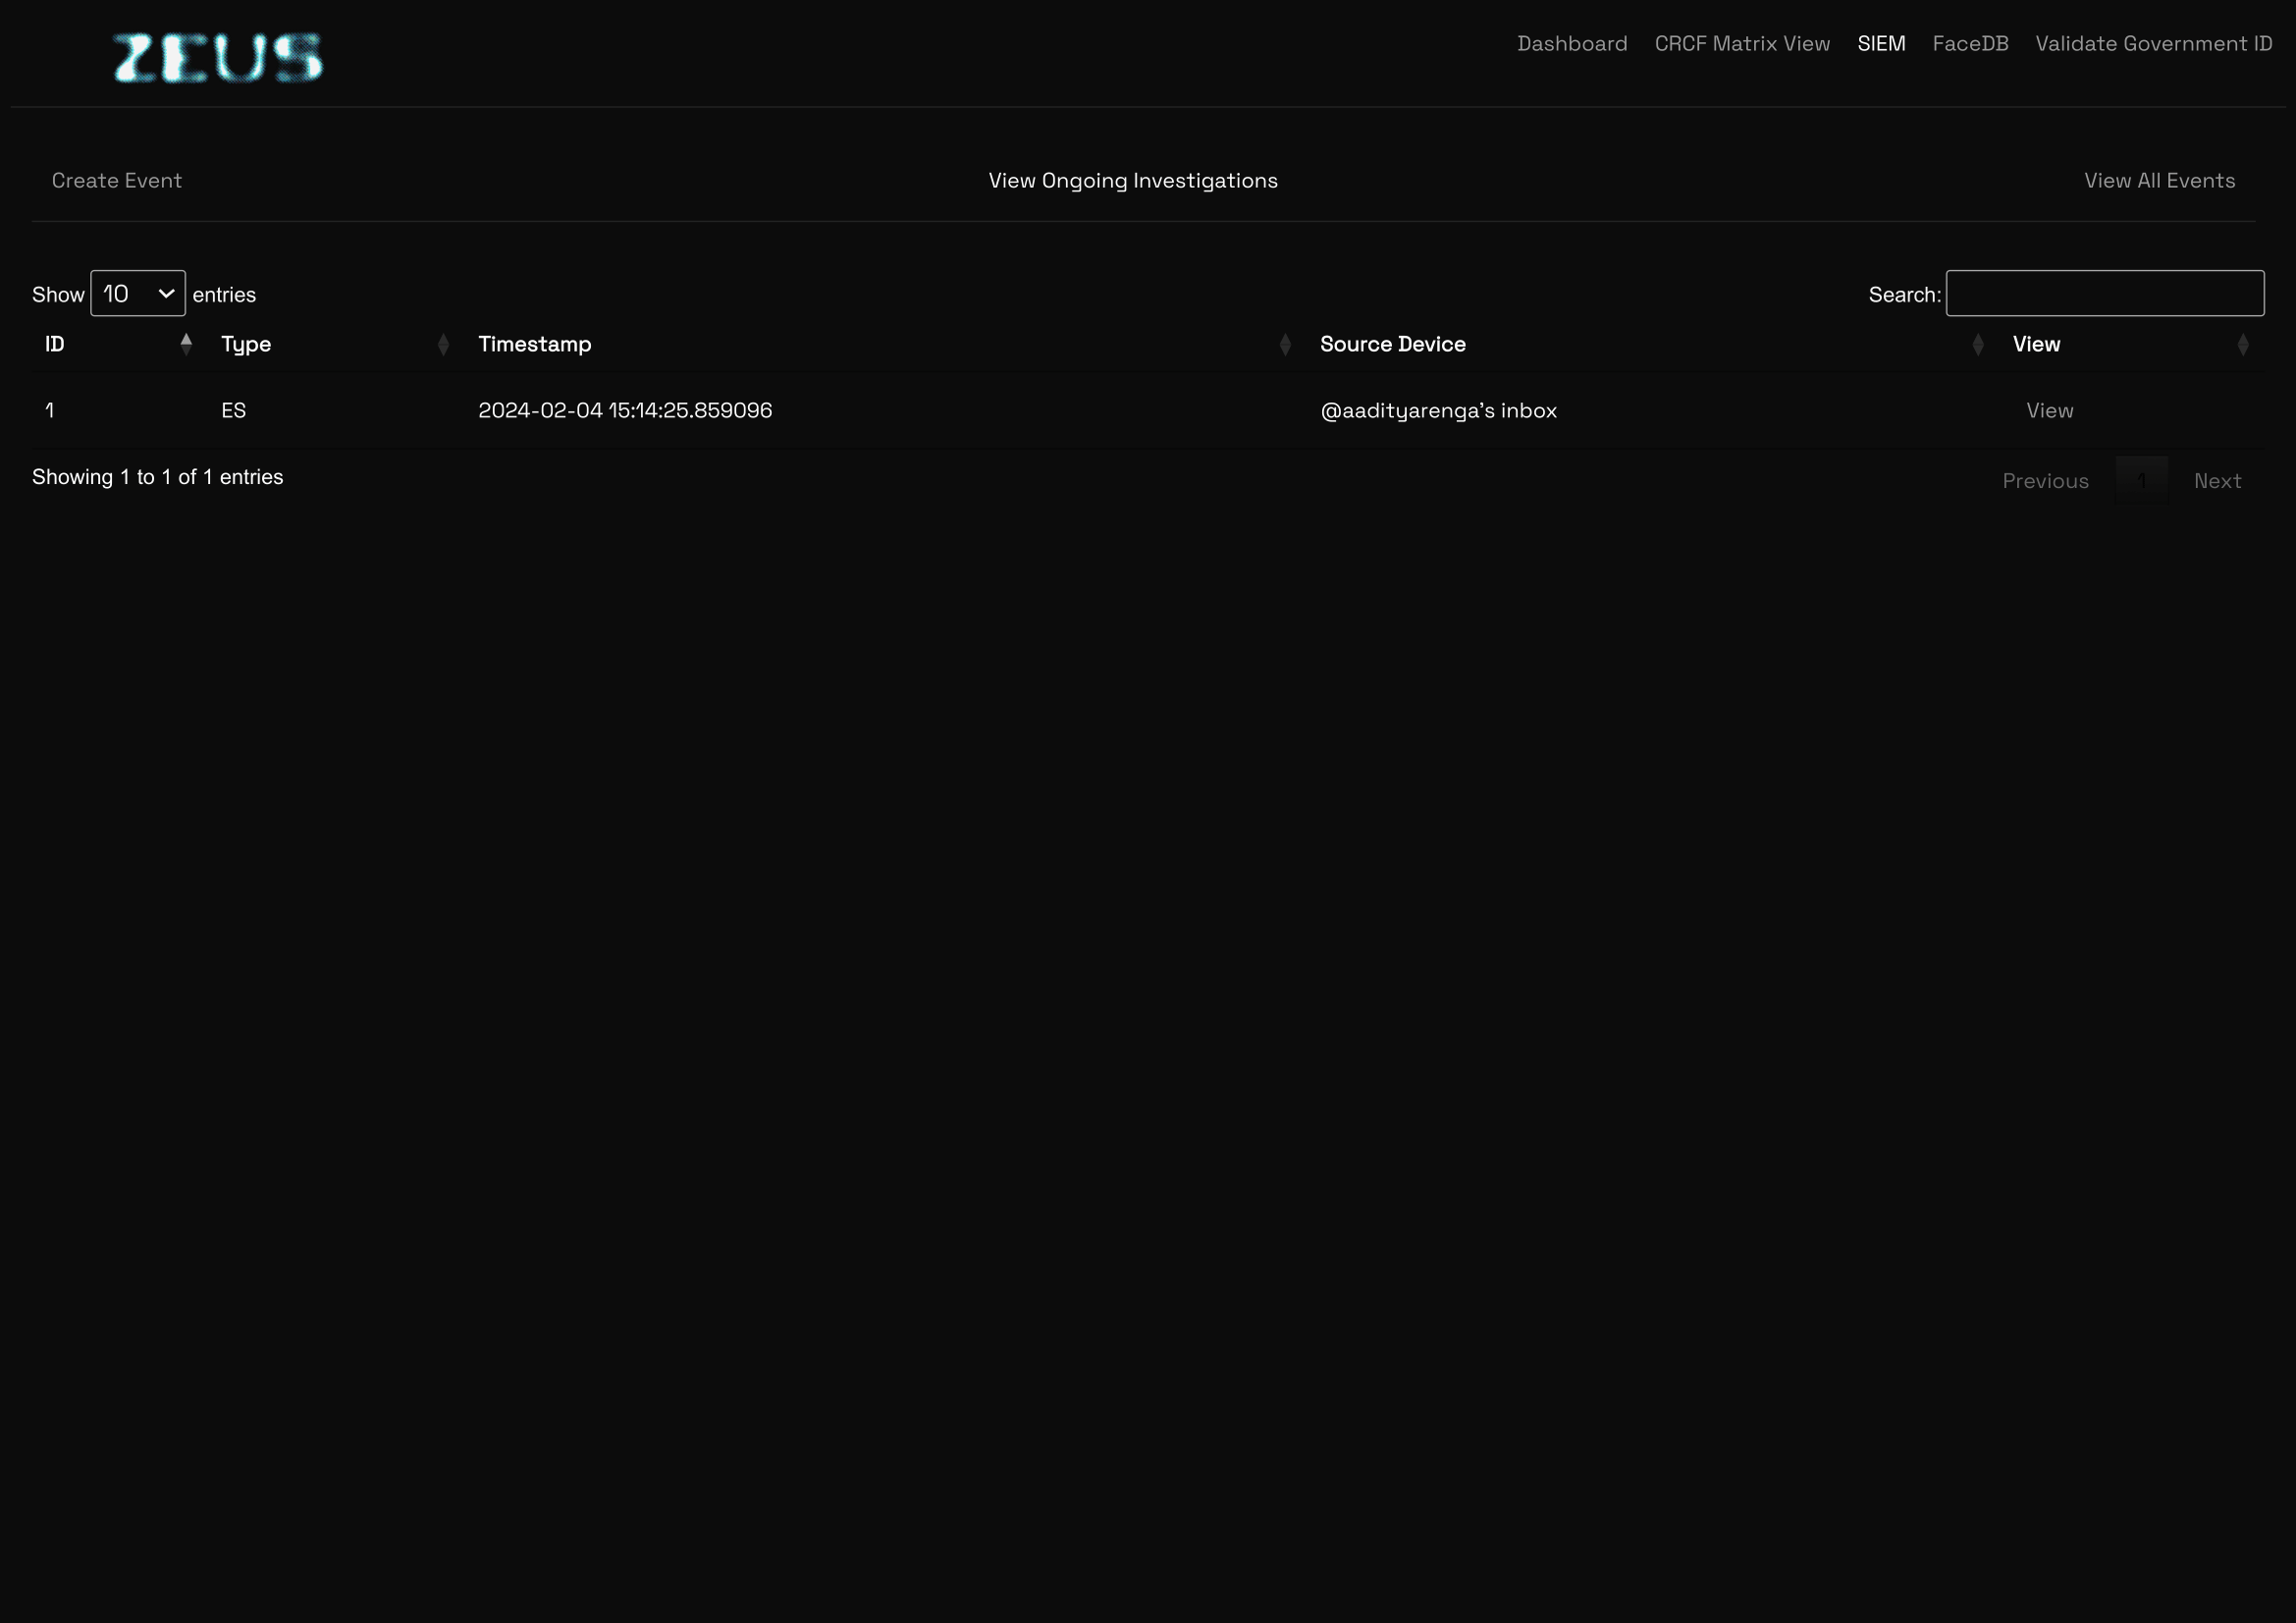 ZEUS
Dashboard CRCF Matrix View SIEM FaceDB Validate Government ID
Create Event View Ongoing Investigations View All Events
Show 10 entries Search:
ID Type Timestamp Source Device View
1 ES 2024-02-04 15:14:25.859096 @aadityarenga's inbox View
Showing 1 to 1 of 1 entries Previous 1 Next